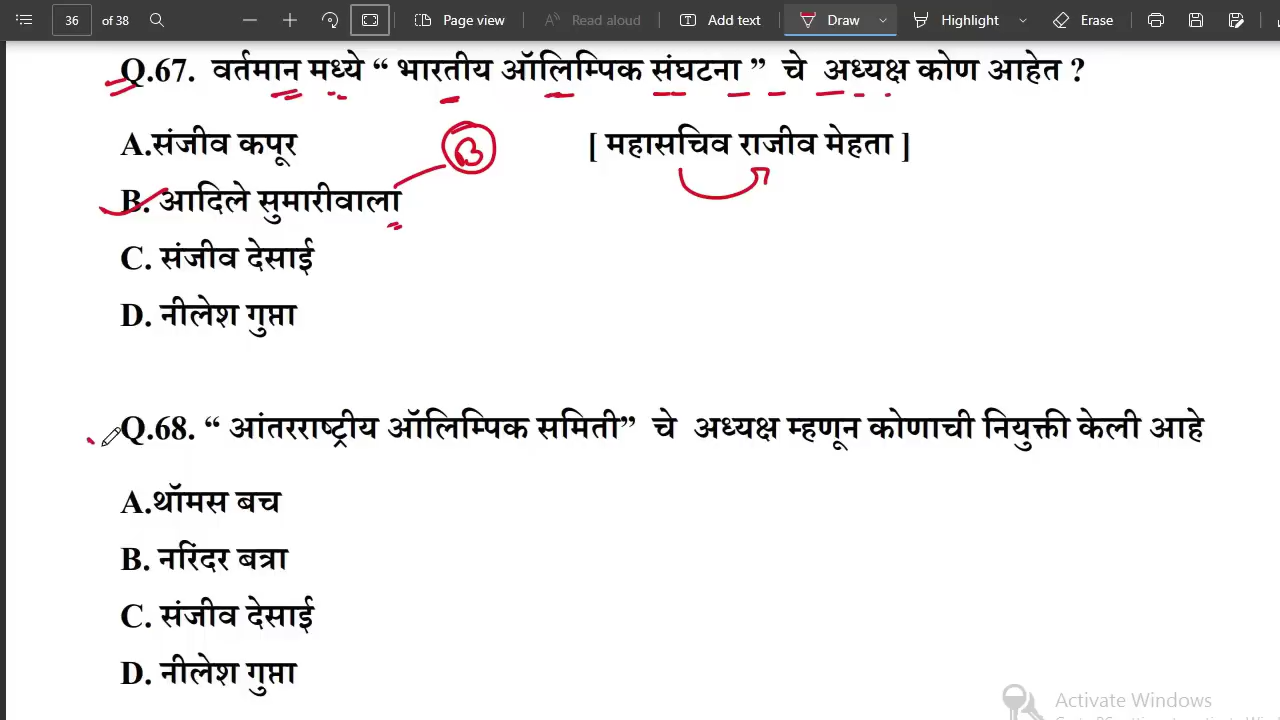 36 of 38 Page view Read aloud Add text Draw Highlight Erase
Q.67. वर्तमान मध्ये “ भारतीय ऑलिम्पिक संघटना ” चे अध्यक्ष कोण आहेत ?
A.संजीव कपूर [ महासचिव राजीव मेहता ]
B
B. आदिले सुमारीवाला
C. संजीव देसाई
D. नीलेश गुप्ता
Q.68. “ आंतरराष्ट्रीय ऑलिम्पिक समिती” चे अध्यक्ष म्हणून कोणाची नियुक्ती केली आहे
A.थॉमस बच
B. नरिंदर बत्रा
C. संजीव देसाई
D. नीलेश गुप्ता
Activate Windows